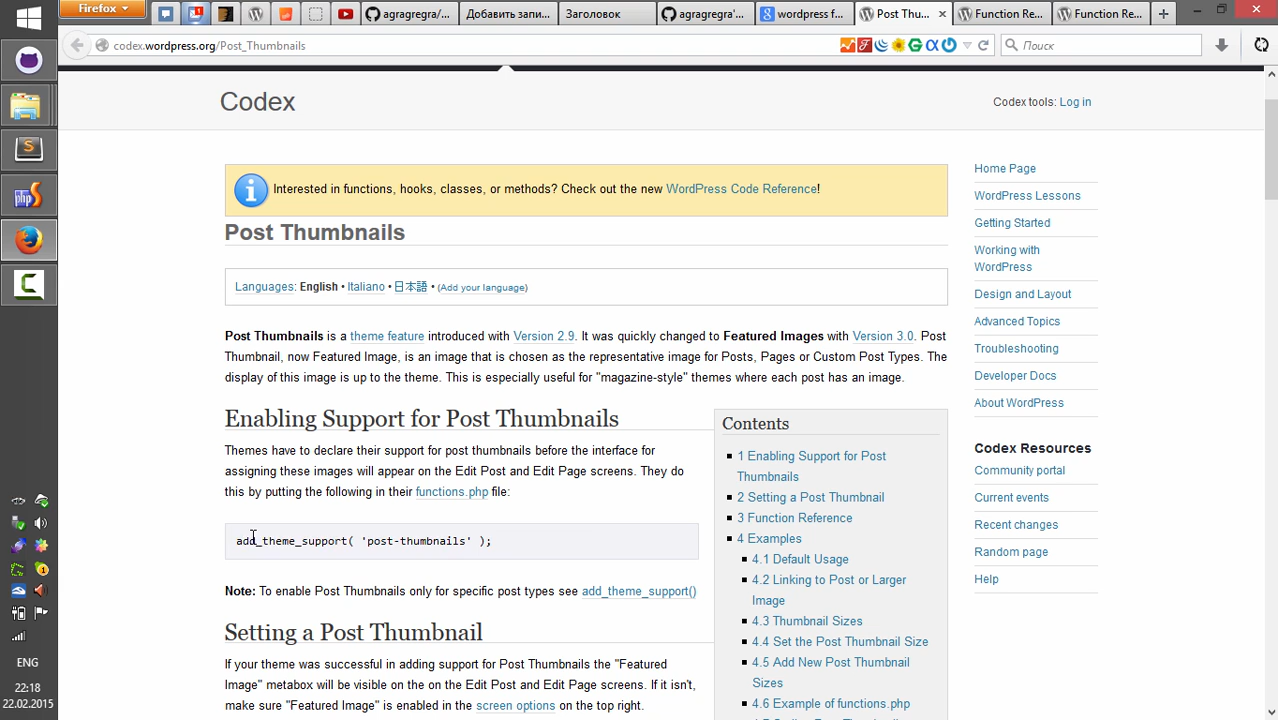 Firefox
agragregra/...
Добавить запи...
Заголовок
agragregra'...
wordpress f...
Post Thu...
Function Re...
Function Re...
codex.wordpress.org/Post_Thumbnails
Поиск
Codex
Codex tools: Log in
Interested in functions, hooks, classes, or methods? Check out the new WordPress Code Reference!
Post Thumbnails
Languages: English • Italiano • 日本語 • (Add your language)
Post Thumbnails is a theme feature introduced with Version 2.9. It was quickly changed to Featured Images with Version 3.0. Post
Thumbnail, now Featured Image, is an image that is chosen as the representative image for Posts, Pages or Custom Post Types. The
display of this image is up to the theme. This is especially useful for "magazine-style" themes where each post has an image.
Enabling Support for Post Thumbnails
Themes have to declare their support for post thumbnails before the interface for
assigning these images will appear on the Edit Post and Edit Page screens. They do
this by putting the following in their functions.php file:
add_theme_support( 'post-thumbnails' );
Note: To enable Post Thumbnails only for specific post types see add_theme_support()
Setting a Post Thumbnail
If your theme was successful in adding support for Post Thumbnails the "Featured
Image" metabox will be visible on the on the Edit Post and Edit Page screens. If it isn't,
make sure "Featured Image" is enabled in the screen options on the top right.
Contents
1 Enabling Support for Post
Thumbnails
2 Setting a Post Thumbnail
3 Function Reference
4 Examples
4.1 Default Usage
4.2 Linking to Post or Larger
Image
4.3 Thumbnail Sizes
4.4 Set the Post Thumbnail Size
4.5 Add New Post Thumbnail
Sizes
4.6 Example of functions.php
Home Page
WordPress Lessons
Getting Started
Working with
WordPress
Design and Layout
Advanced Topics
Troubleshooting
Developer Docs
About WordPress
Codex Resources
Community portal
Current events
Recent changes
Random page
Help
ENG
22:18
22.02.2015